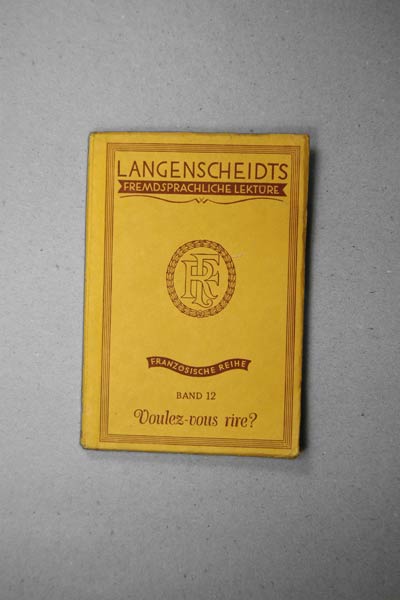 LANGENSCHEIDTS
FREMDSPRACHLICHE LEKTÜRE
FRANZÖSISCHE REIHE
BAND 12
Voulez-vous rire?